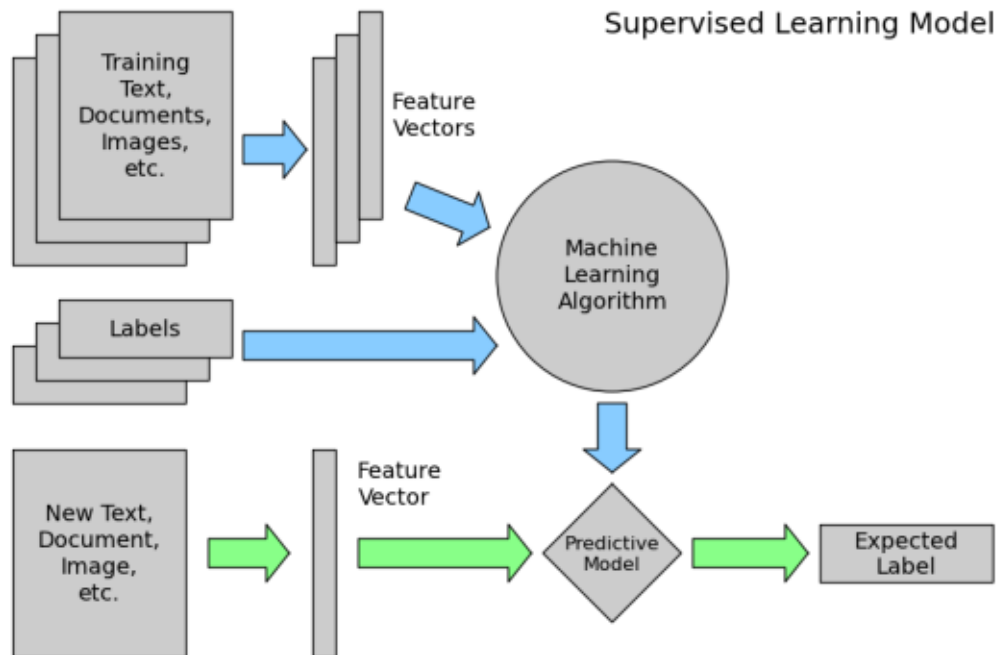 Supervised Learning Model
Training
Text,
Documents,
Images,
etc.
Feature
Vectors
Machine
Learning
Algorithm
Labels
New Text,
Document,
Image,
etc.
Feature
Vector
Predictive
Model
Expected
Label